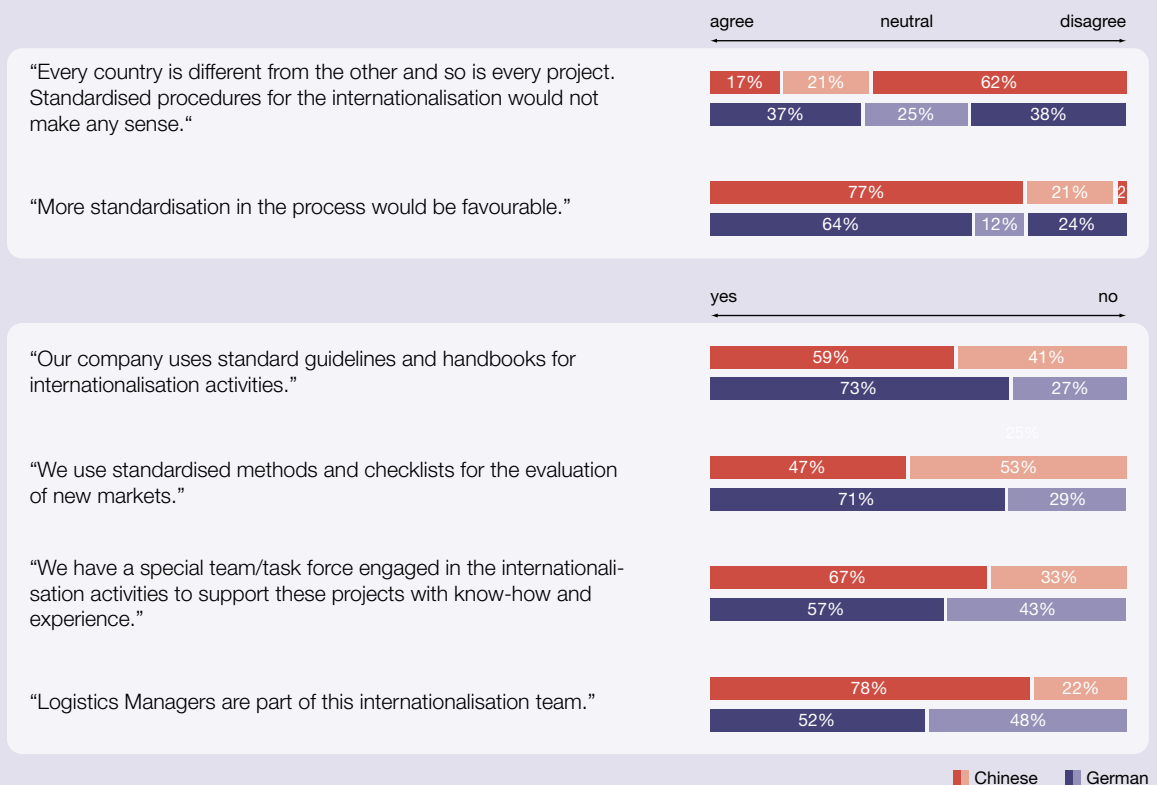 agree neutral disagree
“Every country is different from the other and so is every project.
Standardised procedures for the internationalisation would not
make any sense.“
17% 21% 62%
37% 25% 38%
“More standardisation in the process would be favourable.”
77% 21% 2
64% 12% 24%
yes no
“Our company uses standard guidelines and handbooks for
internationalisation activities.”
59% 41%
73% 27%
25%
“We use standardised methods and checklists for the evaluation
of new markets.”
47% 53%
71% 29%
“We have a special team/task force engaged in the internationali-
sation activities to support these projects with know-how and
experience.”
67% 33%
57% 43%
“Logistics Managers are part of this internationalisation team.”
78% 22%
52% 48%
Chinese German